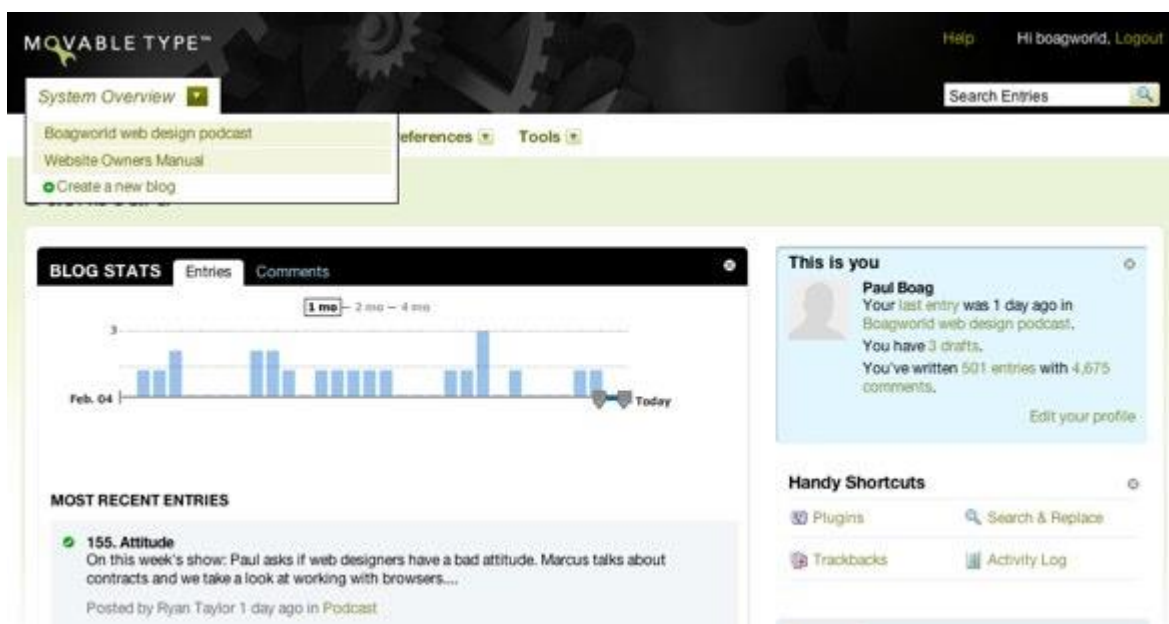 MOVABLE TYPE™
Help Hi boagworld, Logout
System Overview
Search Entries
Boagworld web design podcast
Website Owners Manual
Create a new blog
eferences Tools
BLOG STATS Entries Comments
1 mo – 2 mo – 4 mo
3
Feb. 04
Today
MOST RECENT ENTRIES
155. Attitude
On this week's show: Paul asks if web designers have a bad attitude. Marcus talks about
contracts and we take a look at working with browsers....
Posted by Ryan Taylor 1 day ago in Podcast
This is you
Paul Boag
Your last entry was 1 day ago in
Boagworld web design podcast.
You have 3 drafts.
You've written 501 entries with 4,675
comments.
Edit your profile
Handy Shortcuts
Plugins Search & Replace
Trackbacks Activity Log